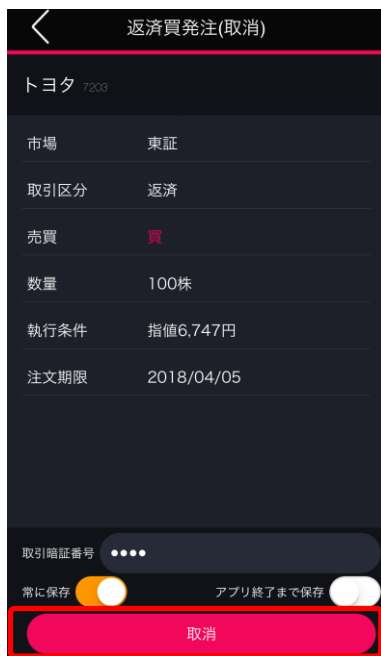 返済買発注(取消)
トヨタ 7203
市場 東証
取引区分 返済
売買 買
数量 100株
執行条件 指値6,747円
注文期限 2018/04/05
取引暗証番号 ••••
常に保存 アプリ終了まで保存
取消